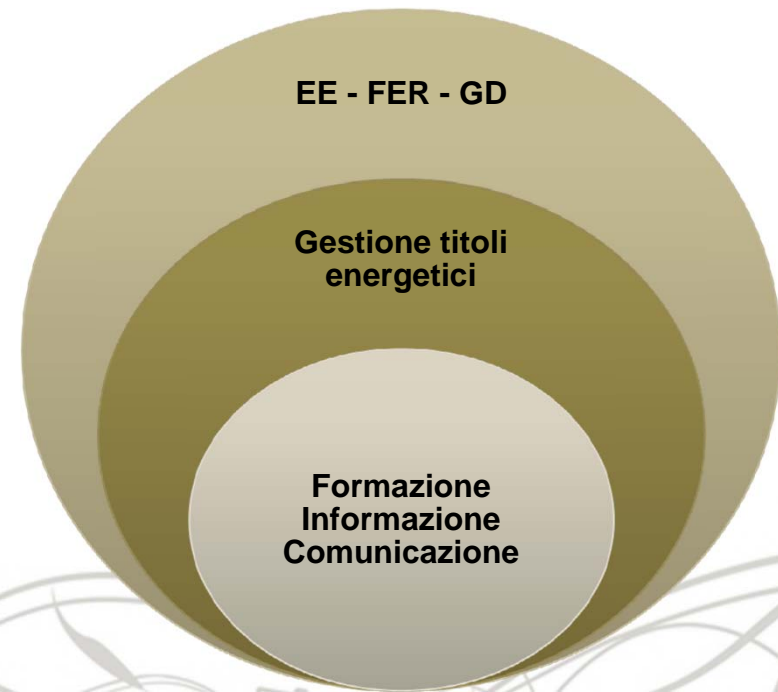 EE - FER - GD
Gestione titoli
energetici
Formazione
Informazione
Comunicazione